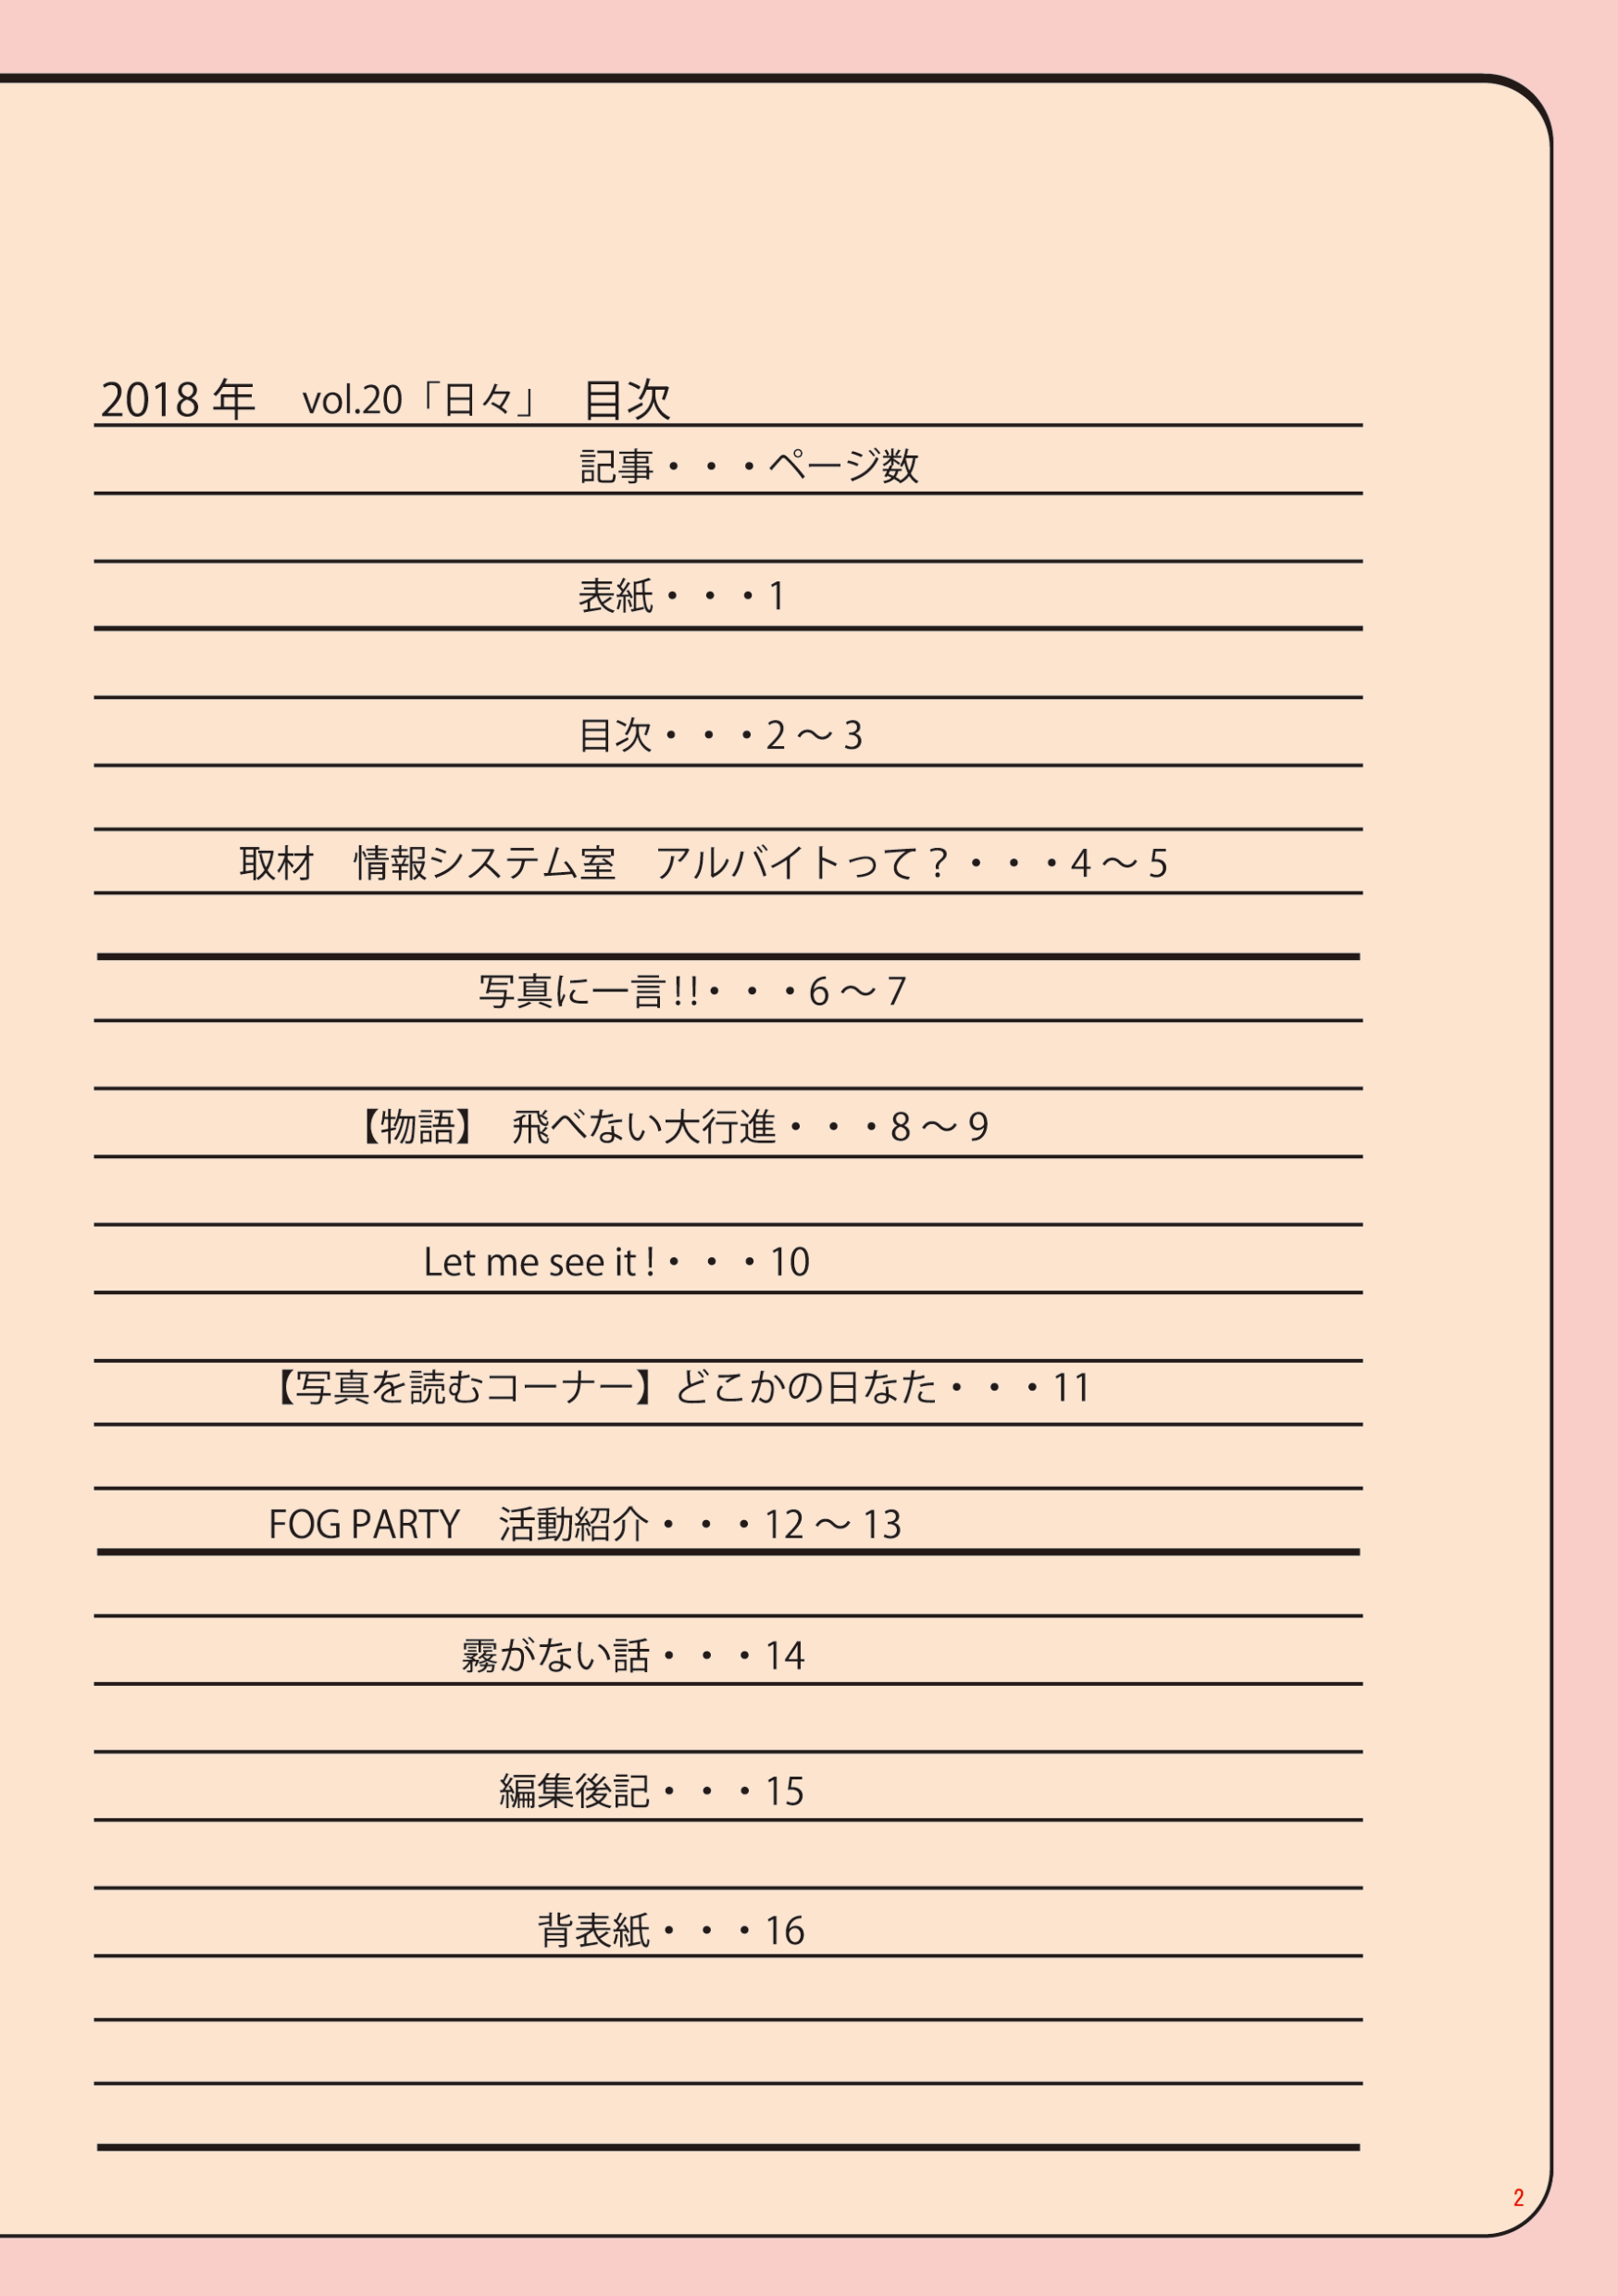 2018 年　vol.20「日々」　目次
記事・・・ページ数
表紙・・・1
目次・・・2 〜 3
取材　情報システム室　アルバイトって？・・・4 〜 5
写真に一言 ! !・・・6 〜 7
【物語】　飛べない大行進・・・8 〜 9
Let me see it !・・・10
【写真を読むコーナー】どこかの日なた・・・11
FOG PARTY　活動紹介・・・12 〜 13
霧がない話・・・14
編集後記・・・15
背表紙・・・16
2